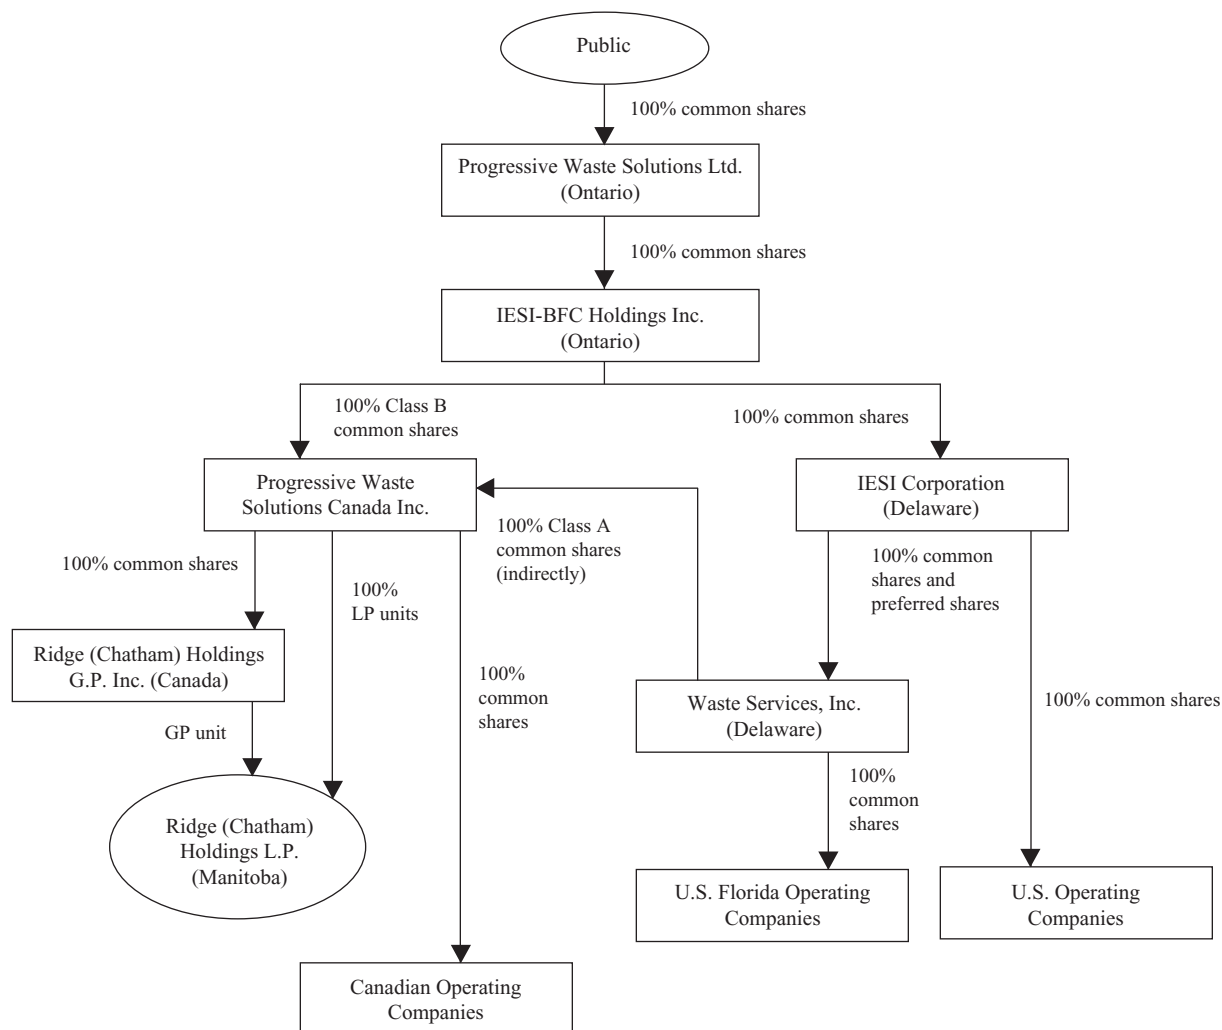 Public
100% common shares
Progressive Waste Solutions Ltd.
(Ontario)
100% common shares
IESI-BFC Holdings Inc.
(Ontario)
100% Class B
common shares
100% common shares
Progressive Waste
Solutions Canada Inc.
IESI Corporation
(Delaware)
100% Class A
common shares
(indirectly)
100% common
shares and
preferred shares
100% common shares
100%
LP units
Ridge (Chatham) Holdings
G.P. Inc. (Canada)
100%
common
shares
Waste Services, Inc.
(Delaware)
100% common shares
GP unit
100%
common
shares
Ridge (Chatham)
Holdings L.P.
(Manitoba)
U.S. Florida Operating
Companies
U.S. Operating
Companies
Canadian Operating
Companies